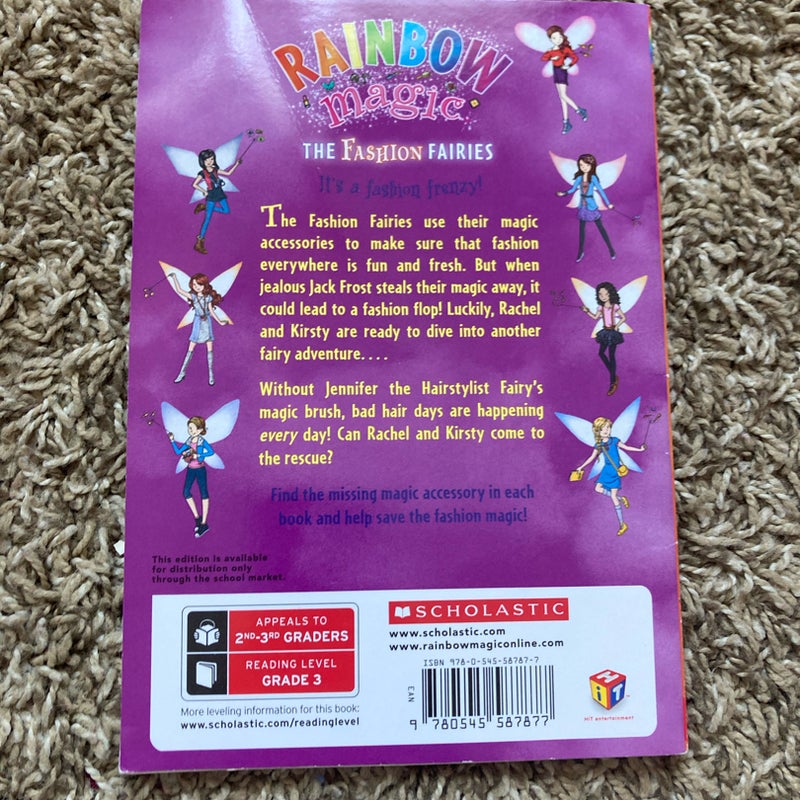 RAINBOW
magic
THE FASHION FAIRIES
It's a fashion frenzy!
The Fashion Fairies use their magic
accessories to make sure that fashion
everywhere is fun and fresh. But when
jealous Jack Frost steals their magic away, it
could lead to a fashion flop! Luckily, Rachel
and Kirsty are ready to dive into another
fairy adventure. . . .
Without Jennifer the Hairstylist Fairy's
magic brush, bad hair days are happening
every day! Can Rachel and Kirsty come to
the rescue?
Find the missing magic accessory in each
book and help save the fashion magic!
This edition is available
for distribution only
through the school market.
APPEALS TO
2ND-3RD GRADERS
READING LEVEL
GRADE 3
More leveling information for this book:
www.scholastic.com/readinglevel
SCHOLASTIC
www.scholastic.com
www.rainbowmagiconline.com
ISBN 978-0-545-58787-7
EAN
9 780545 587877
HiT
HiT entertainment